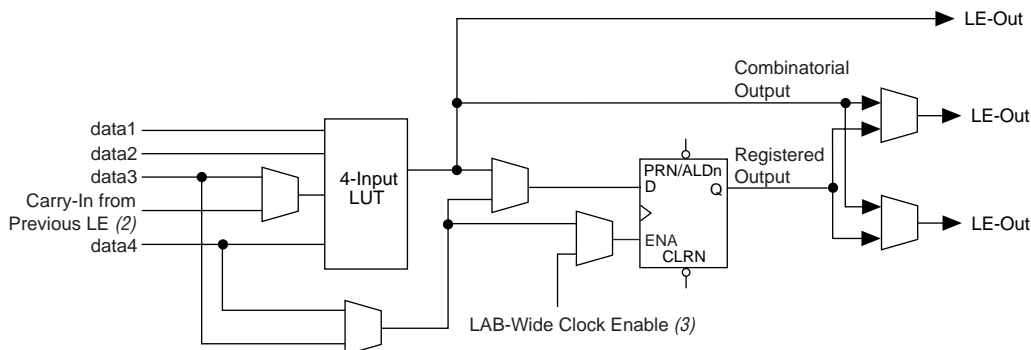 LE-Out
Combinatorial
Output
LE-Out
data1
data2
data3
Carry-In from
Previous LE (2)
data4
4-Input
LUT
PRN/ALDn
D
Q
ENA
CLRN
Registered
Output
LE-Out
LAB-Wide Clock Enable (3)